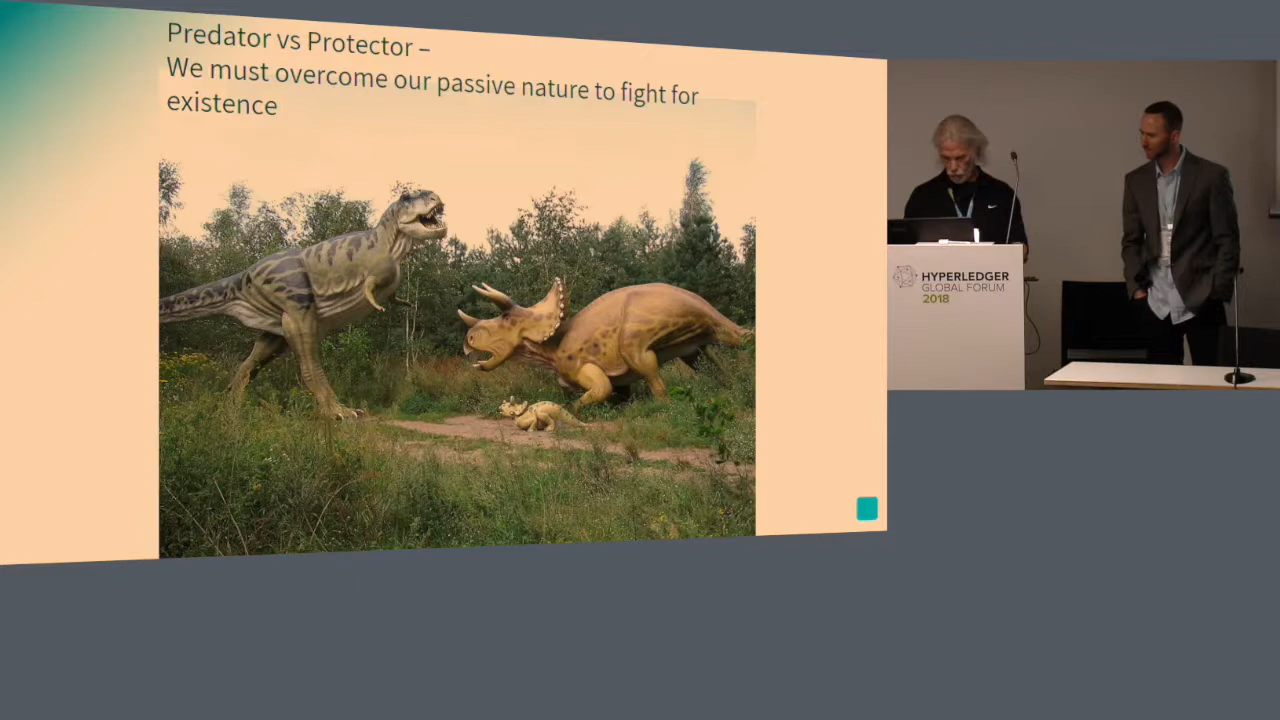 Predator vs Protector –
We must overcome our passive nature to fight for
existence
HYPERLEDGER
GLOBAL FORUM
2018